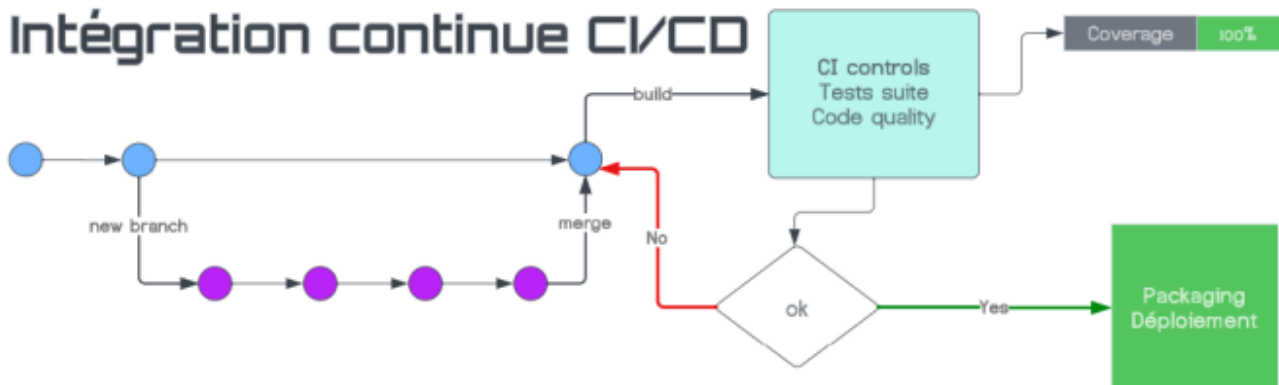 Intégration continue CI/CD
CI controls
Tests suite
Code quality
Coverage 100%
build
new branch
merge
No
ok
Yes
Packaging
Déploiement